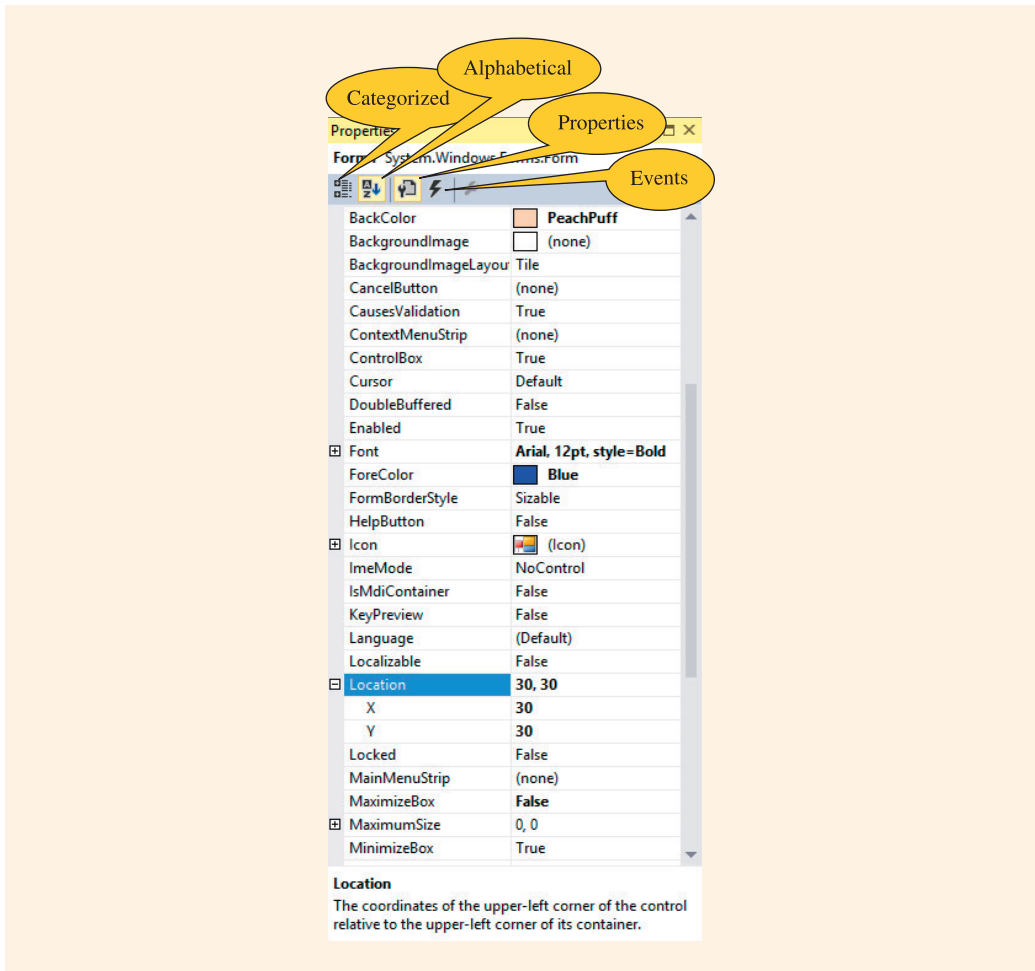 Alphabetical
Categorized
Properties
Events
Properties
System.Windows.Forms.Form
BackColor PeachPuff
BackgroundImage (none)
BackgroundImageLayou Tile
CancelButton (none)
CausesValidation True
ContextMenuStrip (none)
ControlBox True
Cursor Default
DoubleBuffered False
Enabled True
Font Arial, 12pt, style=Bold
ForeColor Blue
FormBorderStyle Sizable
HelpButton False
Icon (Icon)
ImeMode NoControl
IsMdiContainer False
KeyPreview False
Language (Default)
Localizable False
Location 30, 30
X 30
Y 30
Locked False
MainMenuStrip (none)
MaximizeBox False
MaximumSize 0, 0
MinimizeBox True
Location
The coordinates of the upper-left corner of the control
relative to the upper-left corner of its container.